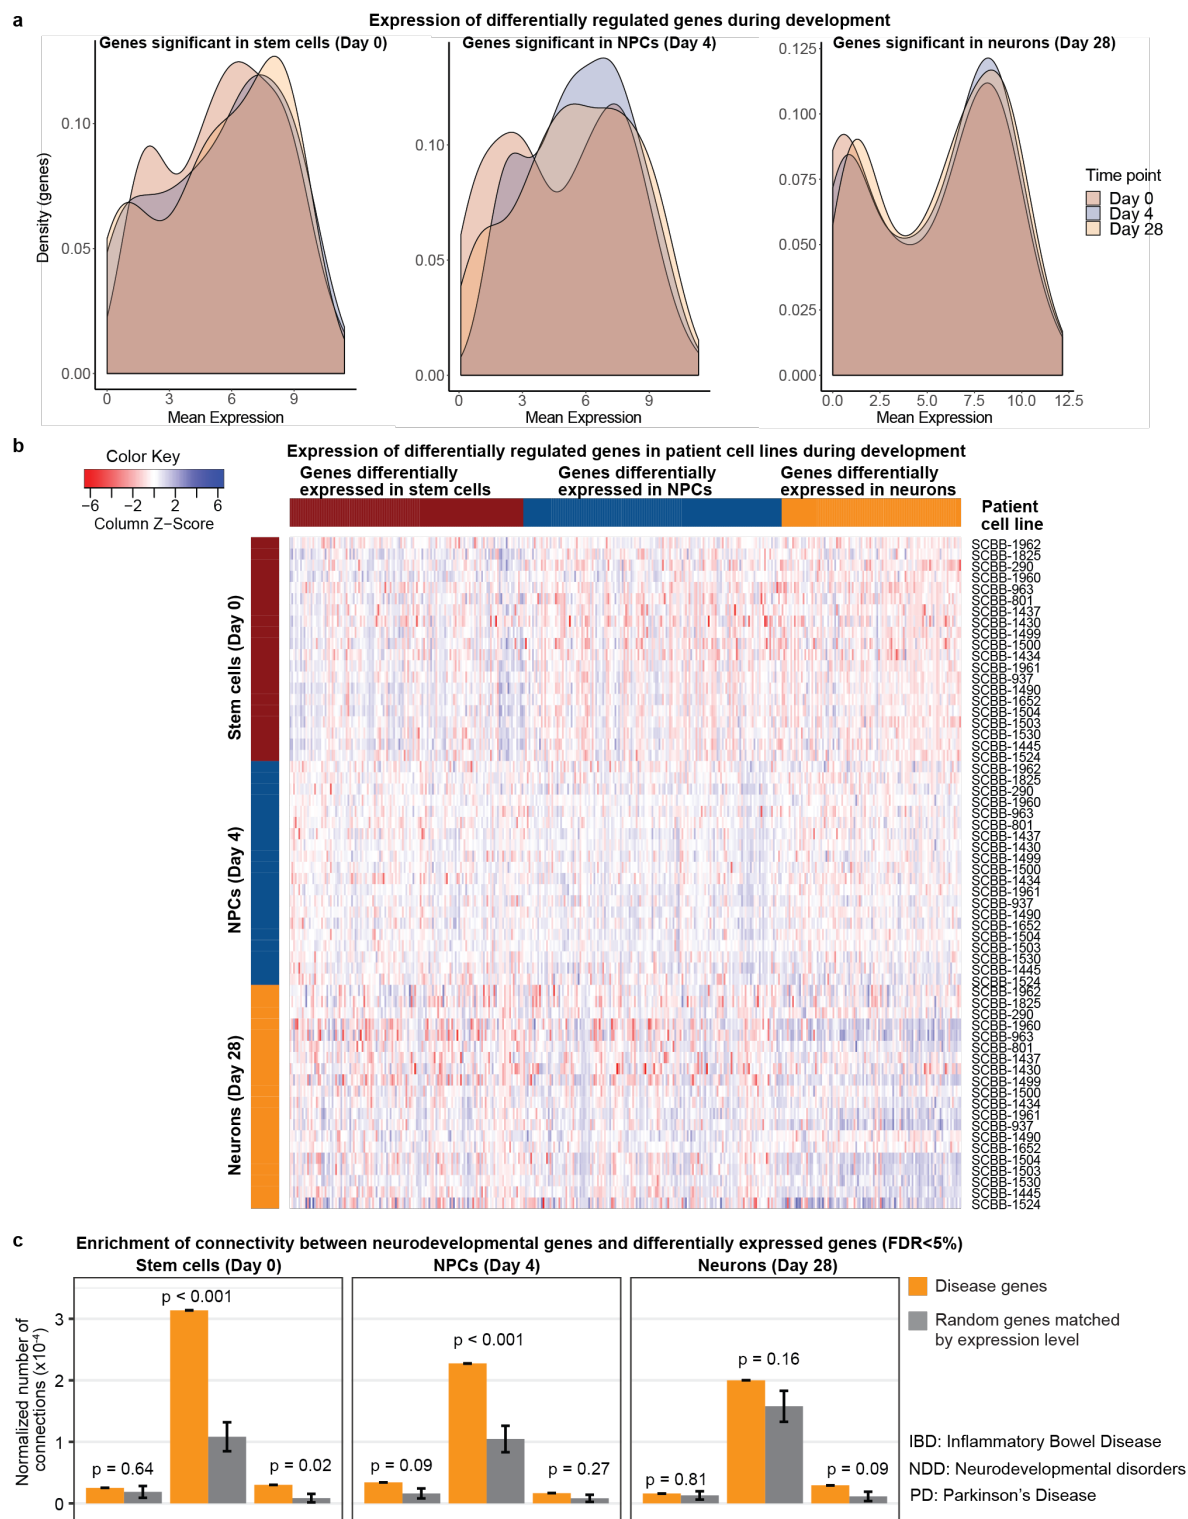 a
Expression of differentially regulated genes during development
Genes significant in stem cells (Day 0)
Genes significant in NPCs (Day 4)
Genes significant in neurons (Day 28)
Density (genes)
0.10
0.05
0.00
0 3 6 9
Mean Expression
0.10
0.05
0.00
0 3 6 9
Mean Expression
0.125
0.100
0.075
0.050
0.025
0.000
0.0 2.5 5.0 7.5 10.0 12.5
Mean Expression
Time point
Day 0
Day 4
Day 28
b
Expression of differentially regulated genes in patient cell lines during development
Color Key
−6 −2 2 6
Column Z−Score
Genes differentially
expressed in stem cells
Genes differentially
expressed in NPCs
Genes differentially
expressed in neurons
Patient
cell line
Stem cells (Day 0)
SCBB-1962
SCBB-1825
SCBB-290
SCBB-1960
SCBB-963
SCBB-801
SCBB-1437
SCBB-1430
SCBB-1499
SCBB-1500
SCBB-1434
SCBB-1961
SCBB-937
SCBB-1490
SCBB-1652
SCBB-1504
SCBB-1503
SCBB-1530
SCBB-1445
SCBB-1524
NPCs (Day 4)
SCBB-1962
SCBB-1825
SCBB-290
SCBB-1960
SCBB-963
SCBB-801
SCBB-1437
SCBB-1430
SCBB-1499
SCBB-1500
SCBB-1434
SCBB-1961
SCBB-937
SCBB-1490
SCBB-1652
SCBB-1504
SCBB-1503
SCBB-1530
SCBB-1445
SCBB-1524
Neurons (Day 28)
SCBB-1962
SCBB-1825
SCBB-290
SCBB-1960
SCBB-963
SCBB-801
SCBB-1437
SCBB-1430
SCBB-1499
SCBB-1500
SCBB-1434
SCBB-1961
SCBB-937
SCBB-1490
SCBB-1652
SCBB-1504
SCBB-1503
SCBB-1530
SCBB-1445
SCBB-1524
c
Enrichment of connectivity between neurodevelopmental genes and differentially expressed genes (FDR<5%)
Stem cells (Day 0)
NPCs (Day 4)
Neurons (Day 28)
Normalized number of
connections (x10⁻⁴)
3
2
1
0
p = 0.64
p < 0.001
p = 0.02
p = 0.09
p < 0.001
p = 0.27
p = 0.81
p = 0.16
p = 0.09
Disease genes
Random genes matched
by expression level
IBD: Inflammatory Bowel Disease
NDD: Neurodevelopmental disorders
PD: Parkinson's Disease